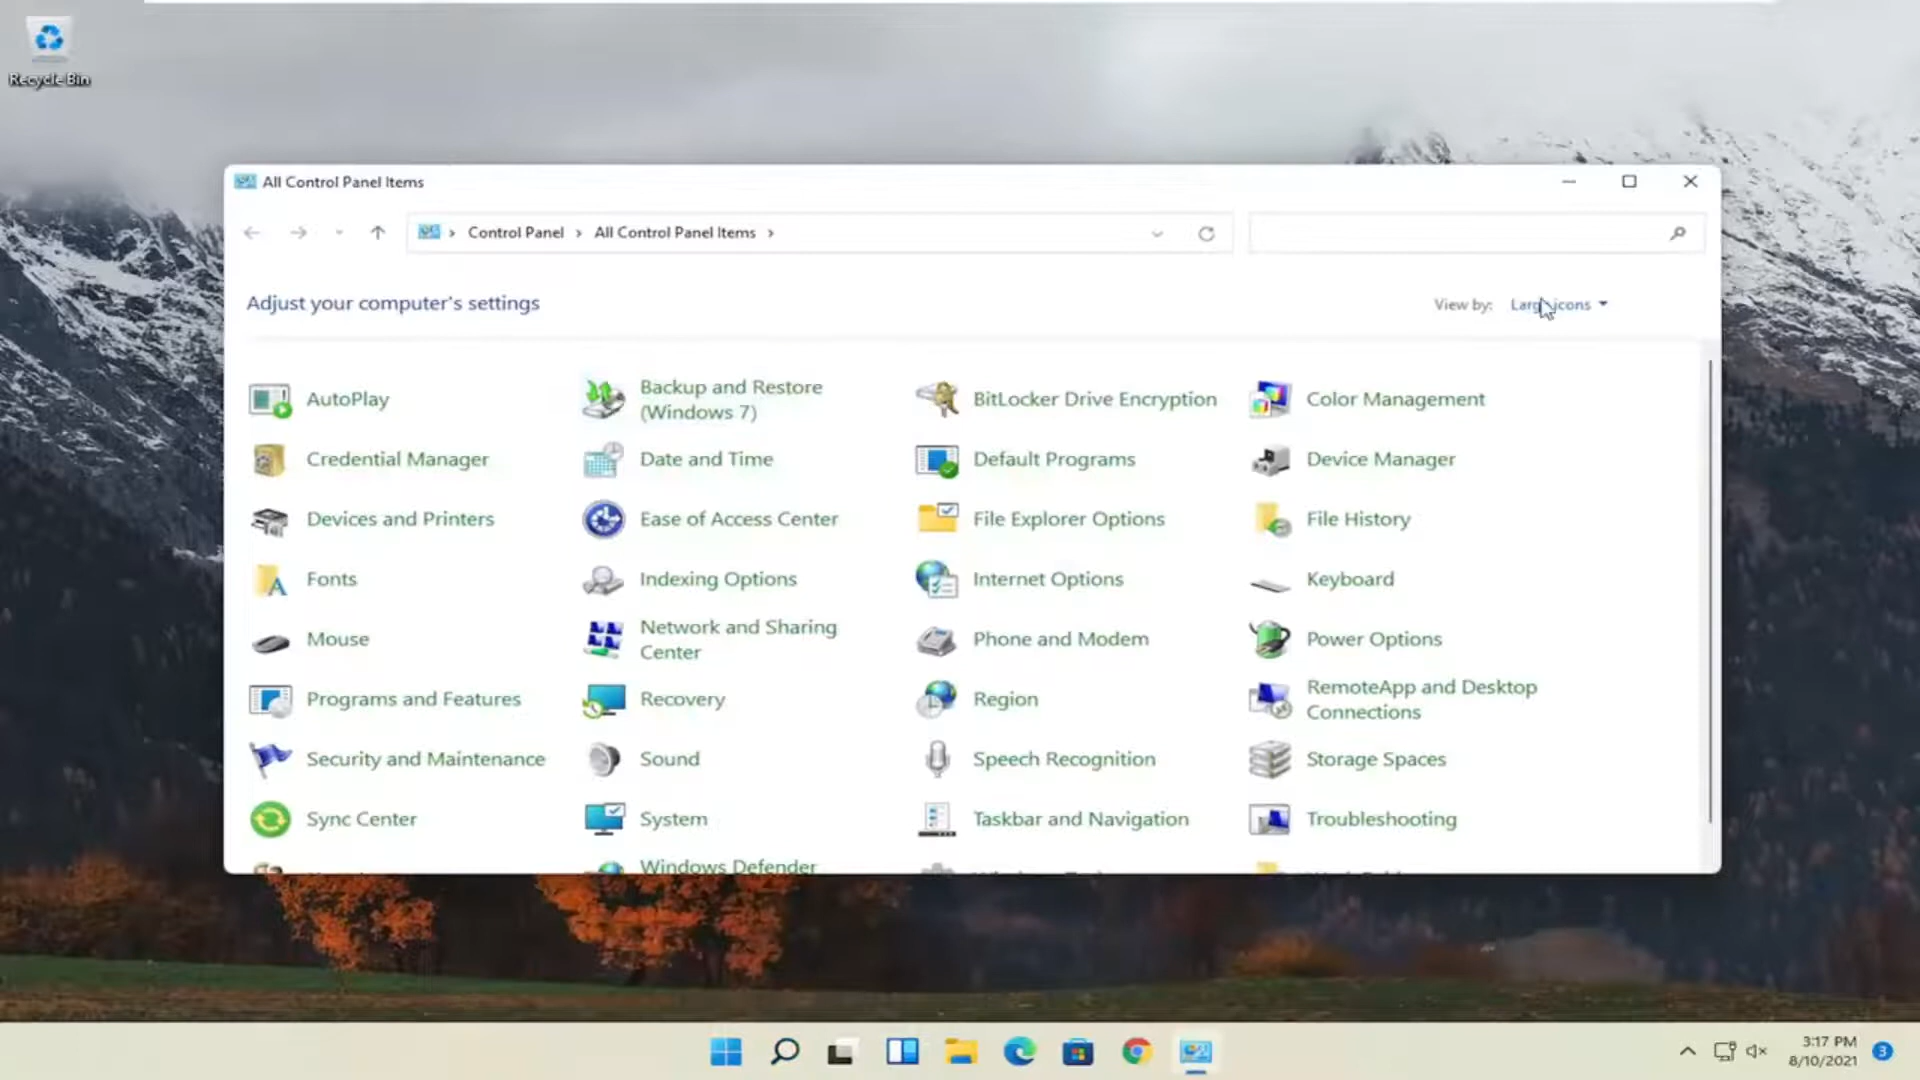 Recycle Bin
All Control Panel Items
Control Panel
All Control Panel Items
Adjust your computer's settings
View by:
Large icons
AutoPlay
Backup and Restore
(Windows 7)
BitLocker Drive Encryption
Color Management
Credential Manager
Date and Time
Default Programs
Device Manager
Devices and Printers
Ease of Access Center
File Explorer Options
File History
Fonts
Indexing Options
Internet Options
Keyboard
Mouse
Network and Sharing
Center
Phone and Modem
Power Options
Programs and Features
Recovery
Region
RemoteApp and Desktop
Connections
Security and Maintenance
Sound
Speech Recognition
Storage Spaces
Sync Center
System
Taskbar and Navigation
Troubleshooting
Windows Defender
3:17 PM
8/10/2021
3